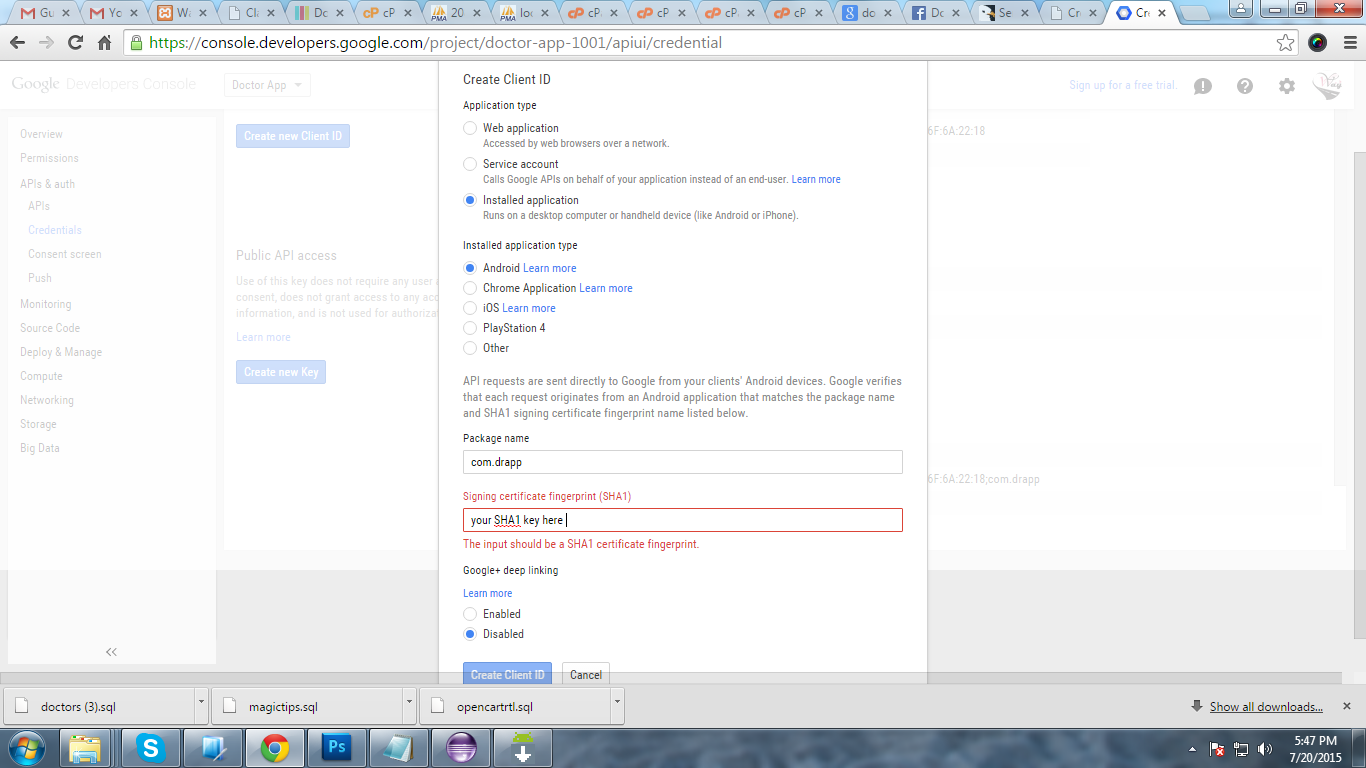 Gu
Yo
We
Cl
Do
cP
20
loc
cP
cP
cP
cP
do
Do
Se
Cr
Cre
https://console.developers.google.com/project/doctor-app-1001/apiui/credential
Google Developers Console
Doctor App
Sign up for a free trial.
Overview
Permissions
APIs & auth
APIs
Credentials
Consent screen
Push
Monitoring
Source Code
Deploy & Manage
Compute
Networking
Storage
Big Data
Create new Client ID
Public API access
Use of this key does not require any user a
consent, does not grant access to any acc
information, and is not used for authoriza
Learn more
Create new Key
Create Client ID
Application type
Web application
Accessed by web browsers over a network.
Service account
Calls Google APIs on behalf of your application instead of an end-user. Learn more
Installed application
Runs on a desktop computer or handheld device (like Android or iPhone).
Installed application type
Android Learn more
Chrome Application Learn more
iOS Learn more
PlayStation 4
Other
API requests are sent directly to Google from your clients' Android devices. Google verifies
that each request originates from an Android application that matches the package name
and SHA1 signing certificate fingerprint name listed below.
Package name
com.drapp
Signing certificate fingerprint (SHA1)
your SHA1 key here
The input should be a SHA1 certificate fingerprint.
Google+ deep linking
Learn more
Enabled
Disabled
Create Client ID
Cancel
6F:6A:22:18
6F:6A:22:18;com.drapp
doctors (3).sql
magictips.sql
opencartrtl.sql
Show all downloads...
5:47 PM
7/20/2015